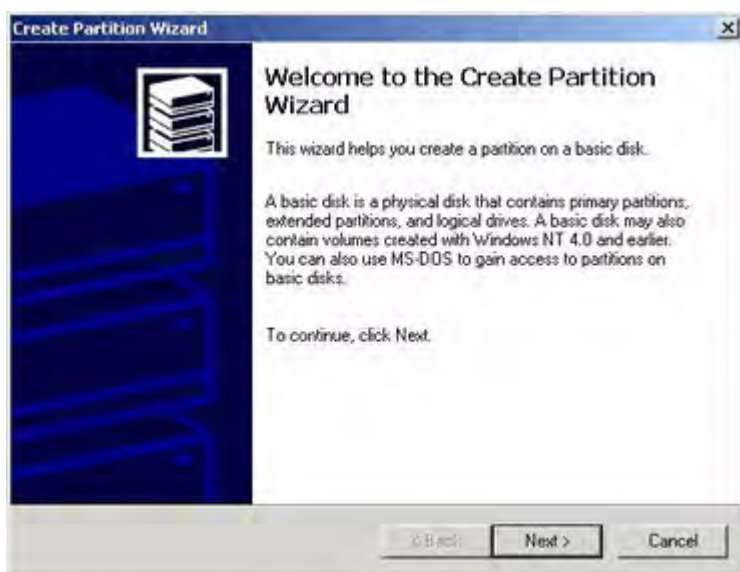 Create Partition Wizard
Welcome to the Create Partition
Wizard
This wizard helps you create a partition on a basic disk.
A basic disk is a physical disk that contains primary partitions,
extended partitions, and logical drives. A basic disk may also
contain volumes created with Windows NT 4.0 and earlier.
You can also use MS-DOS to gain access to partitions on
basic disks.
To continue, click Next.
< Back
Next >
Cancel